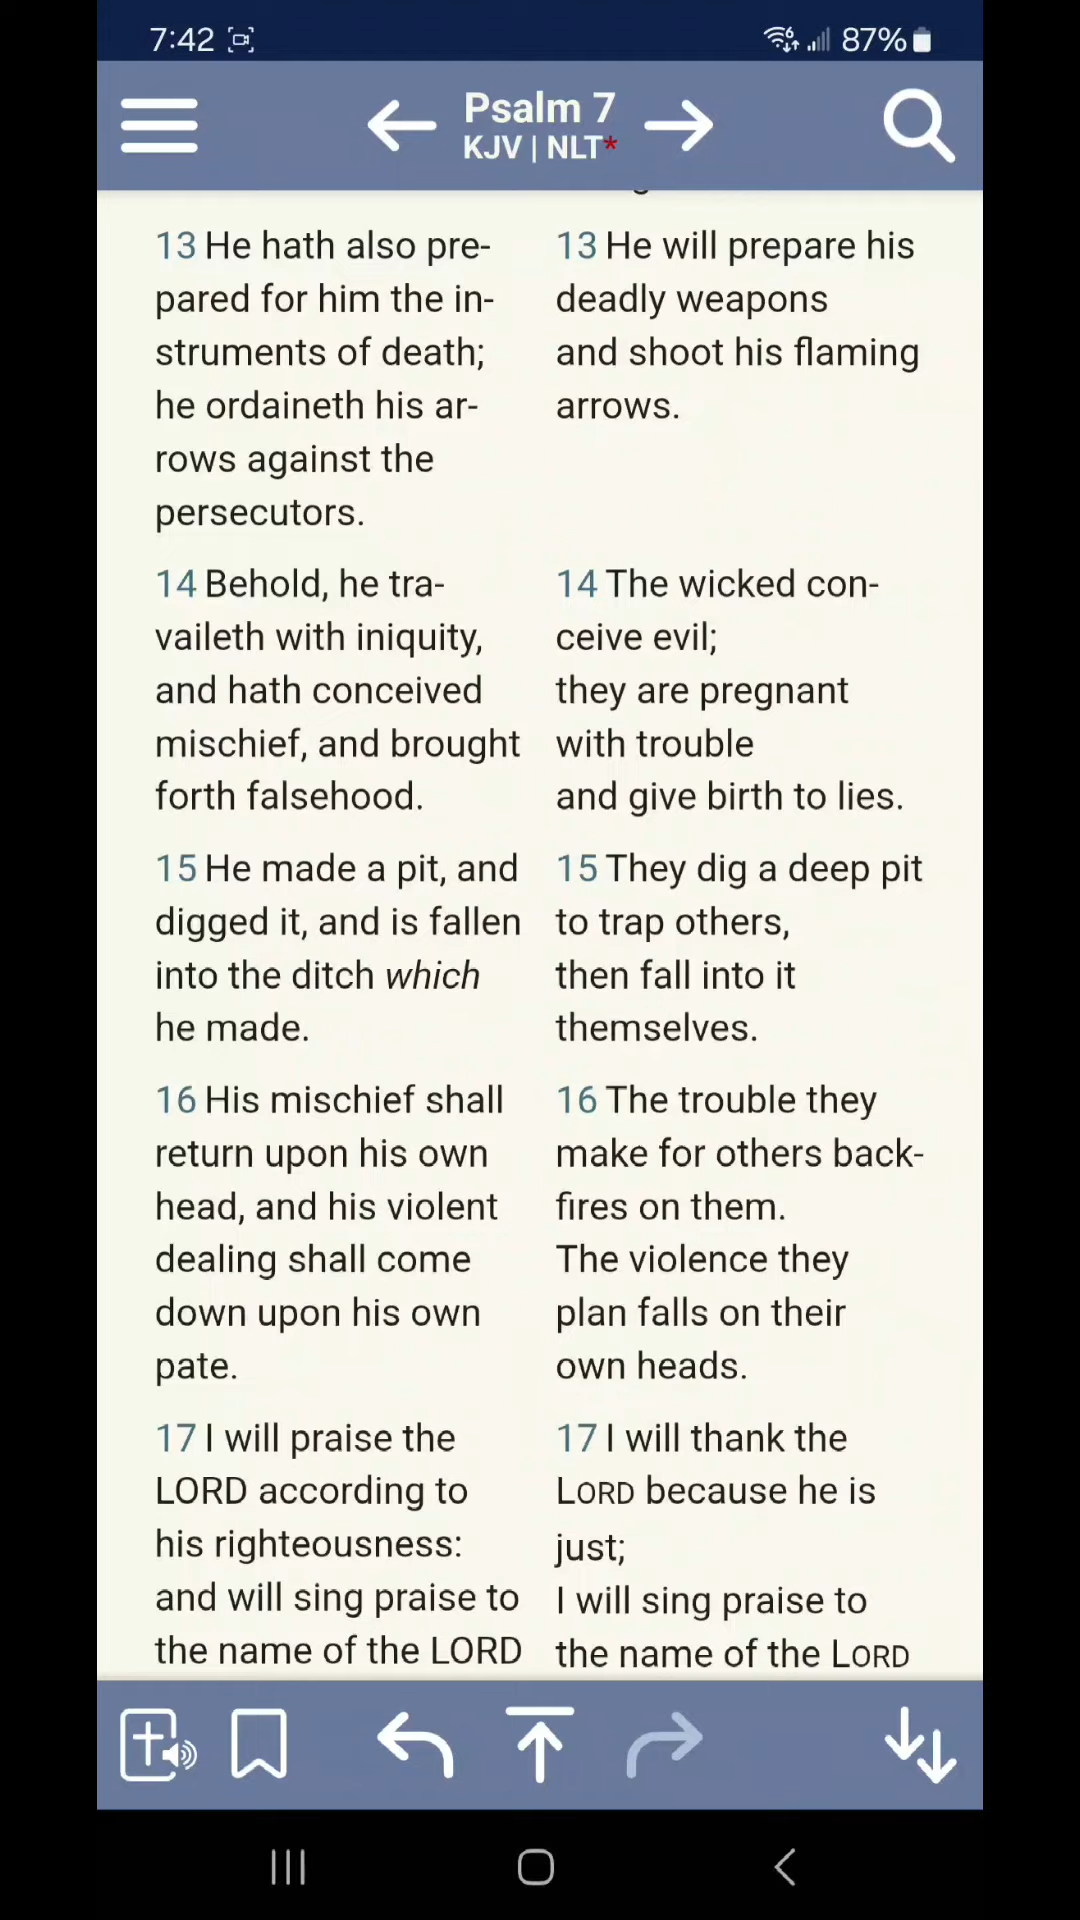 7:42
87%
Psalm 7
KJV | NLT*
13 He hath also pre-
pared for him the in-
struments of death;
he ordaineth his ar-
rows against the
persecutors.
13 He will prepare his
deadly weapons
and shoot his flaming
arrows.
14 Behold, he tra-
vaileth with iniquity,
and hath conceived
mischief, and brought
forth falsehood.
14 The wicked con-
ceive evil;
they are pregnant
with trouble
and give birth to lies.
15 He made a pit, and
digged it, and is fallen
into the ditch which
he made.
15 They dig a deep pit
to trap others,
then fall into it
themselves.
16 His mischief shall
return upon his own
head, and his violent
dealing shall come
down upon his own
pate.
16 The trouble they
make for others back-
fires on them.
The violence they
plan falls on their
own heads.
17 I will praise the
LORD according to
his righteousness:
and will sing praise to
the name of the LORD
17 I will thank the
LORD because he is
just;
I will sing praise to
the name of the LORD